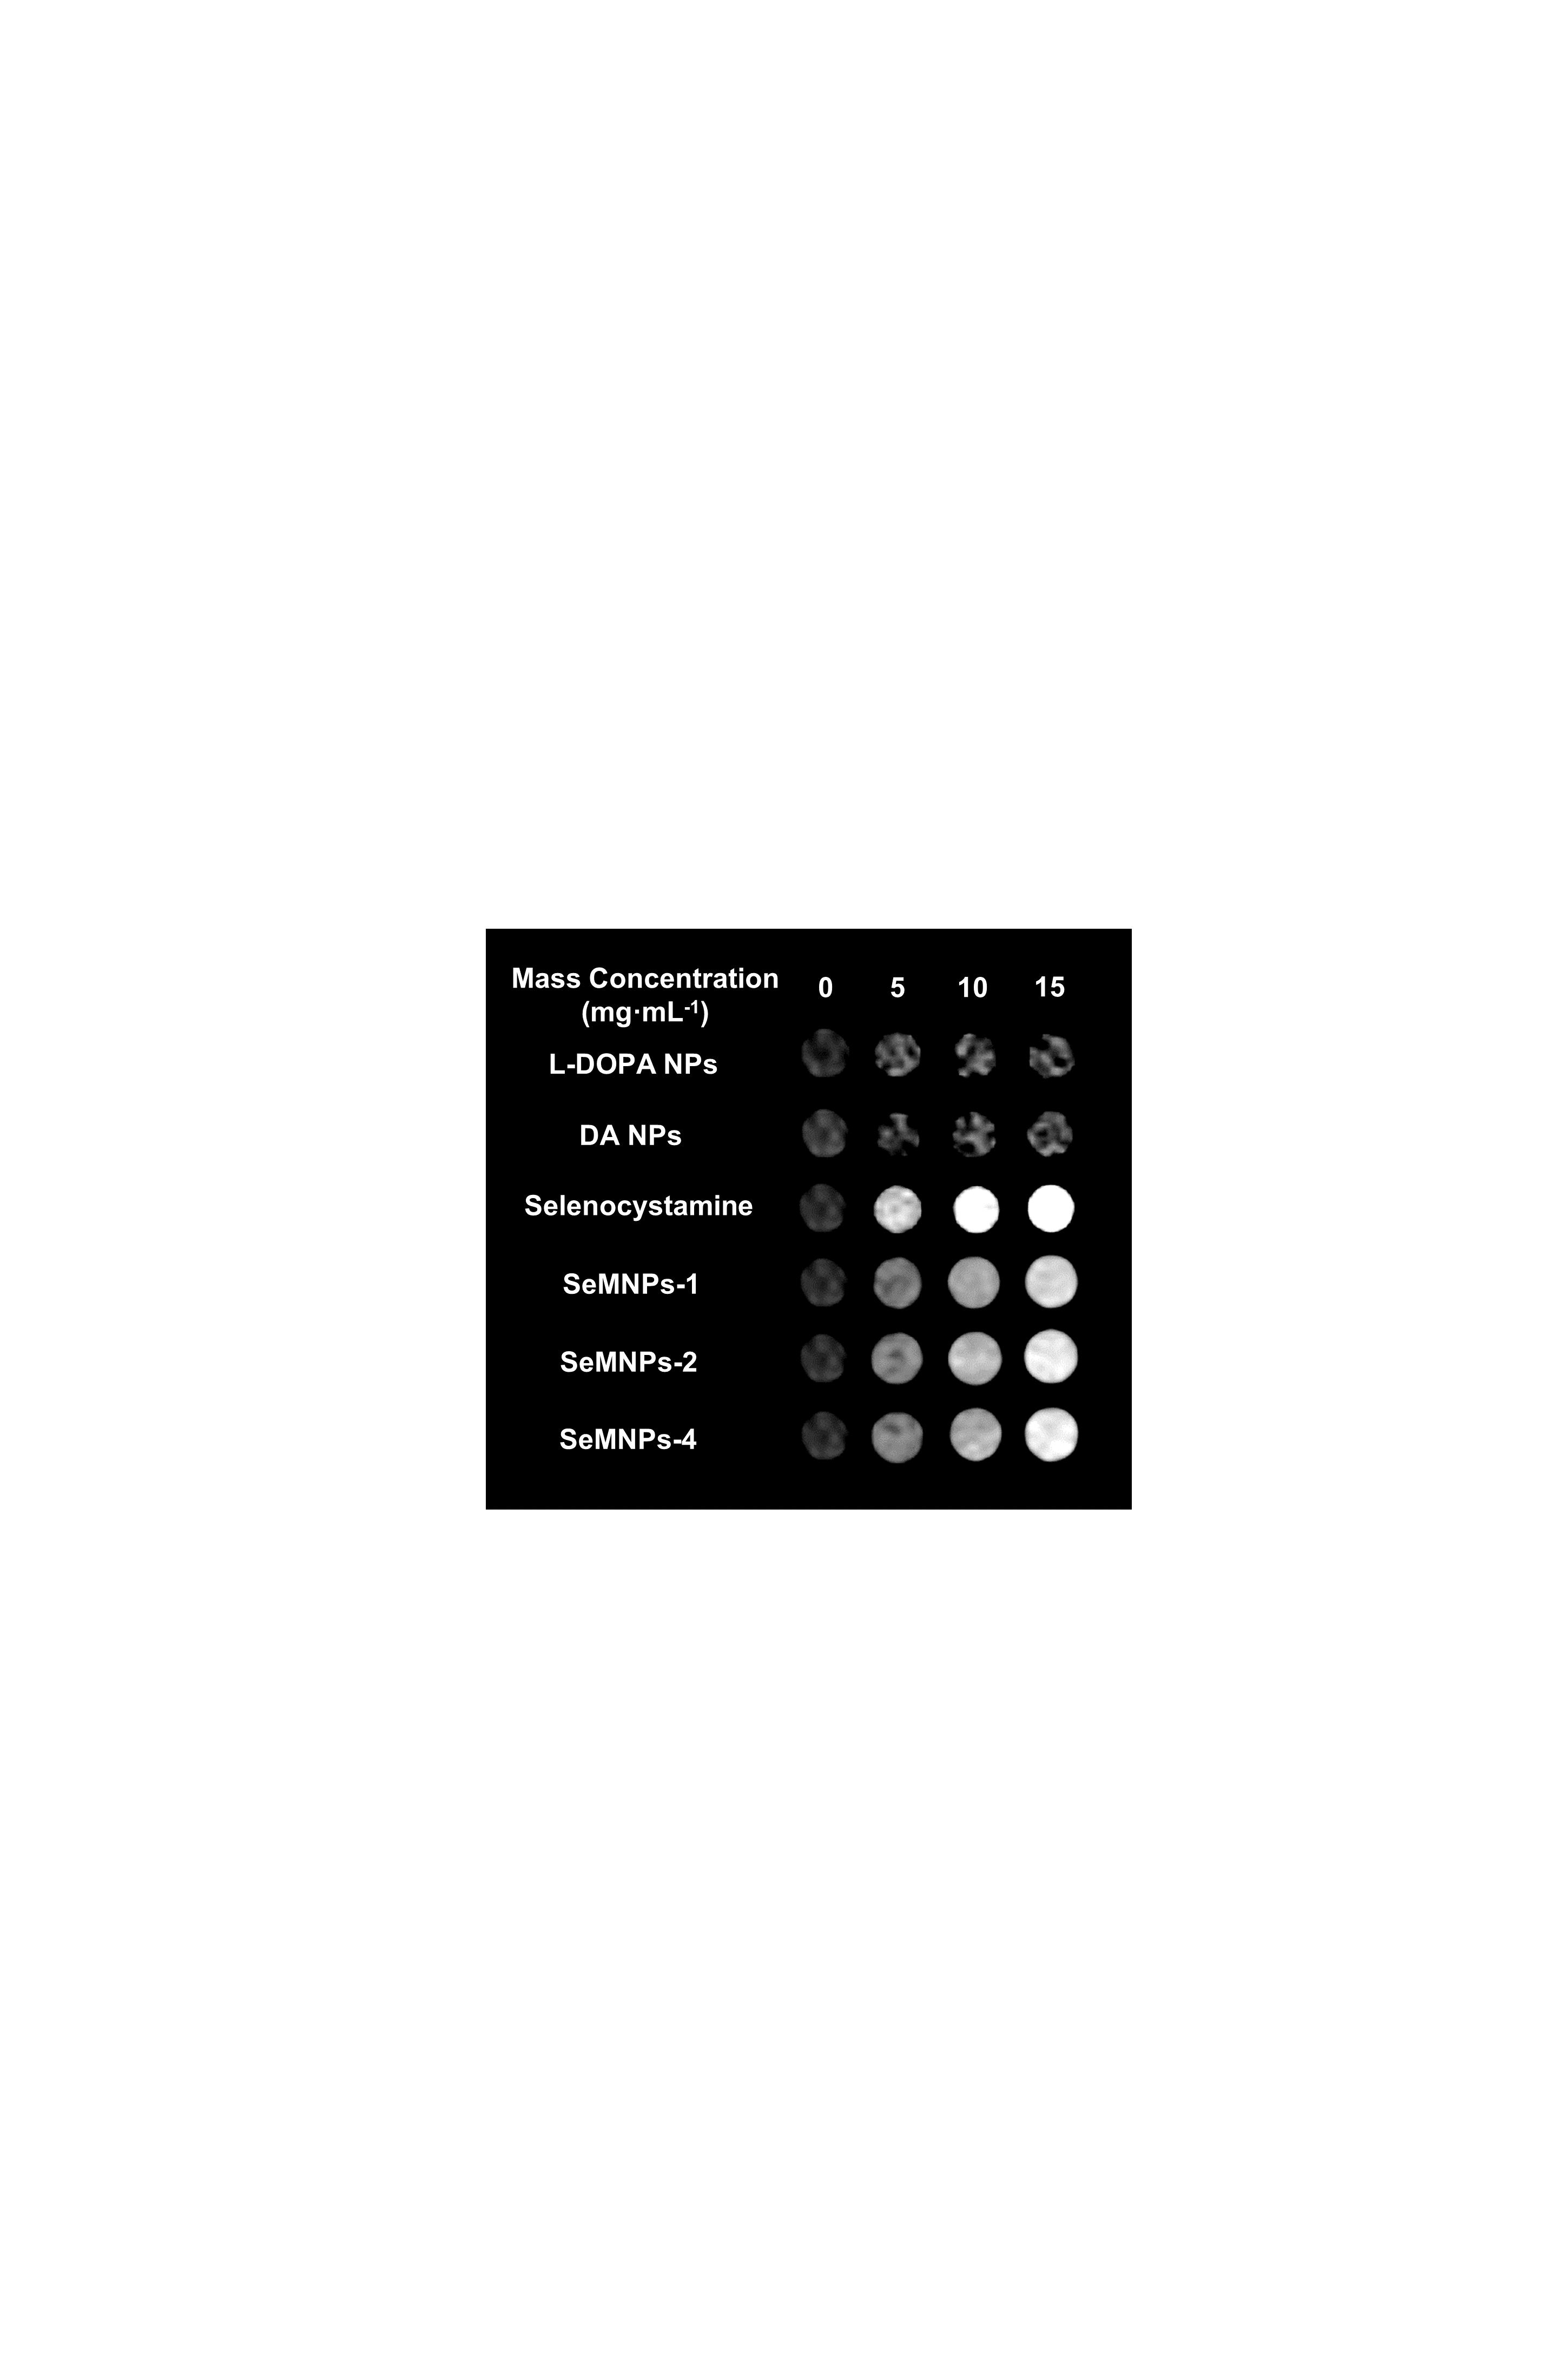 Mass Concentration
(mg·mL⁻¹)
0 5 10 15
L-DOPA NPs
DA NPs
Selenocystamine
SeMNPs-1
SeMNPs-2
SeMNPs-4